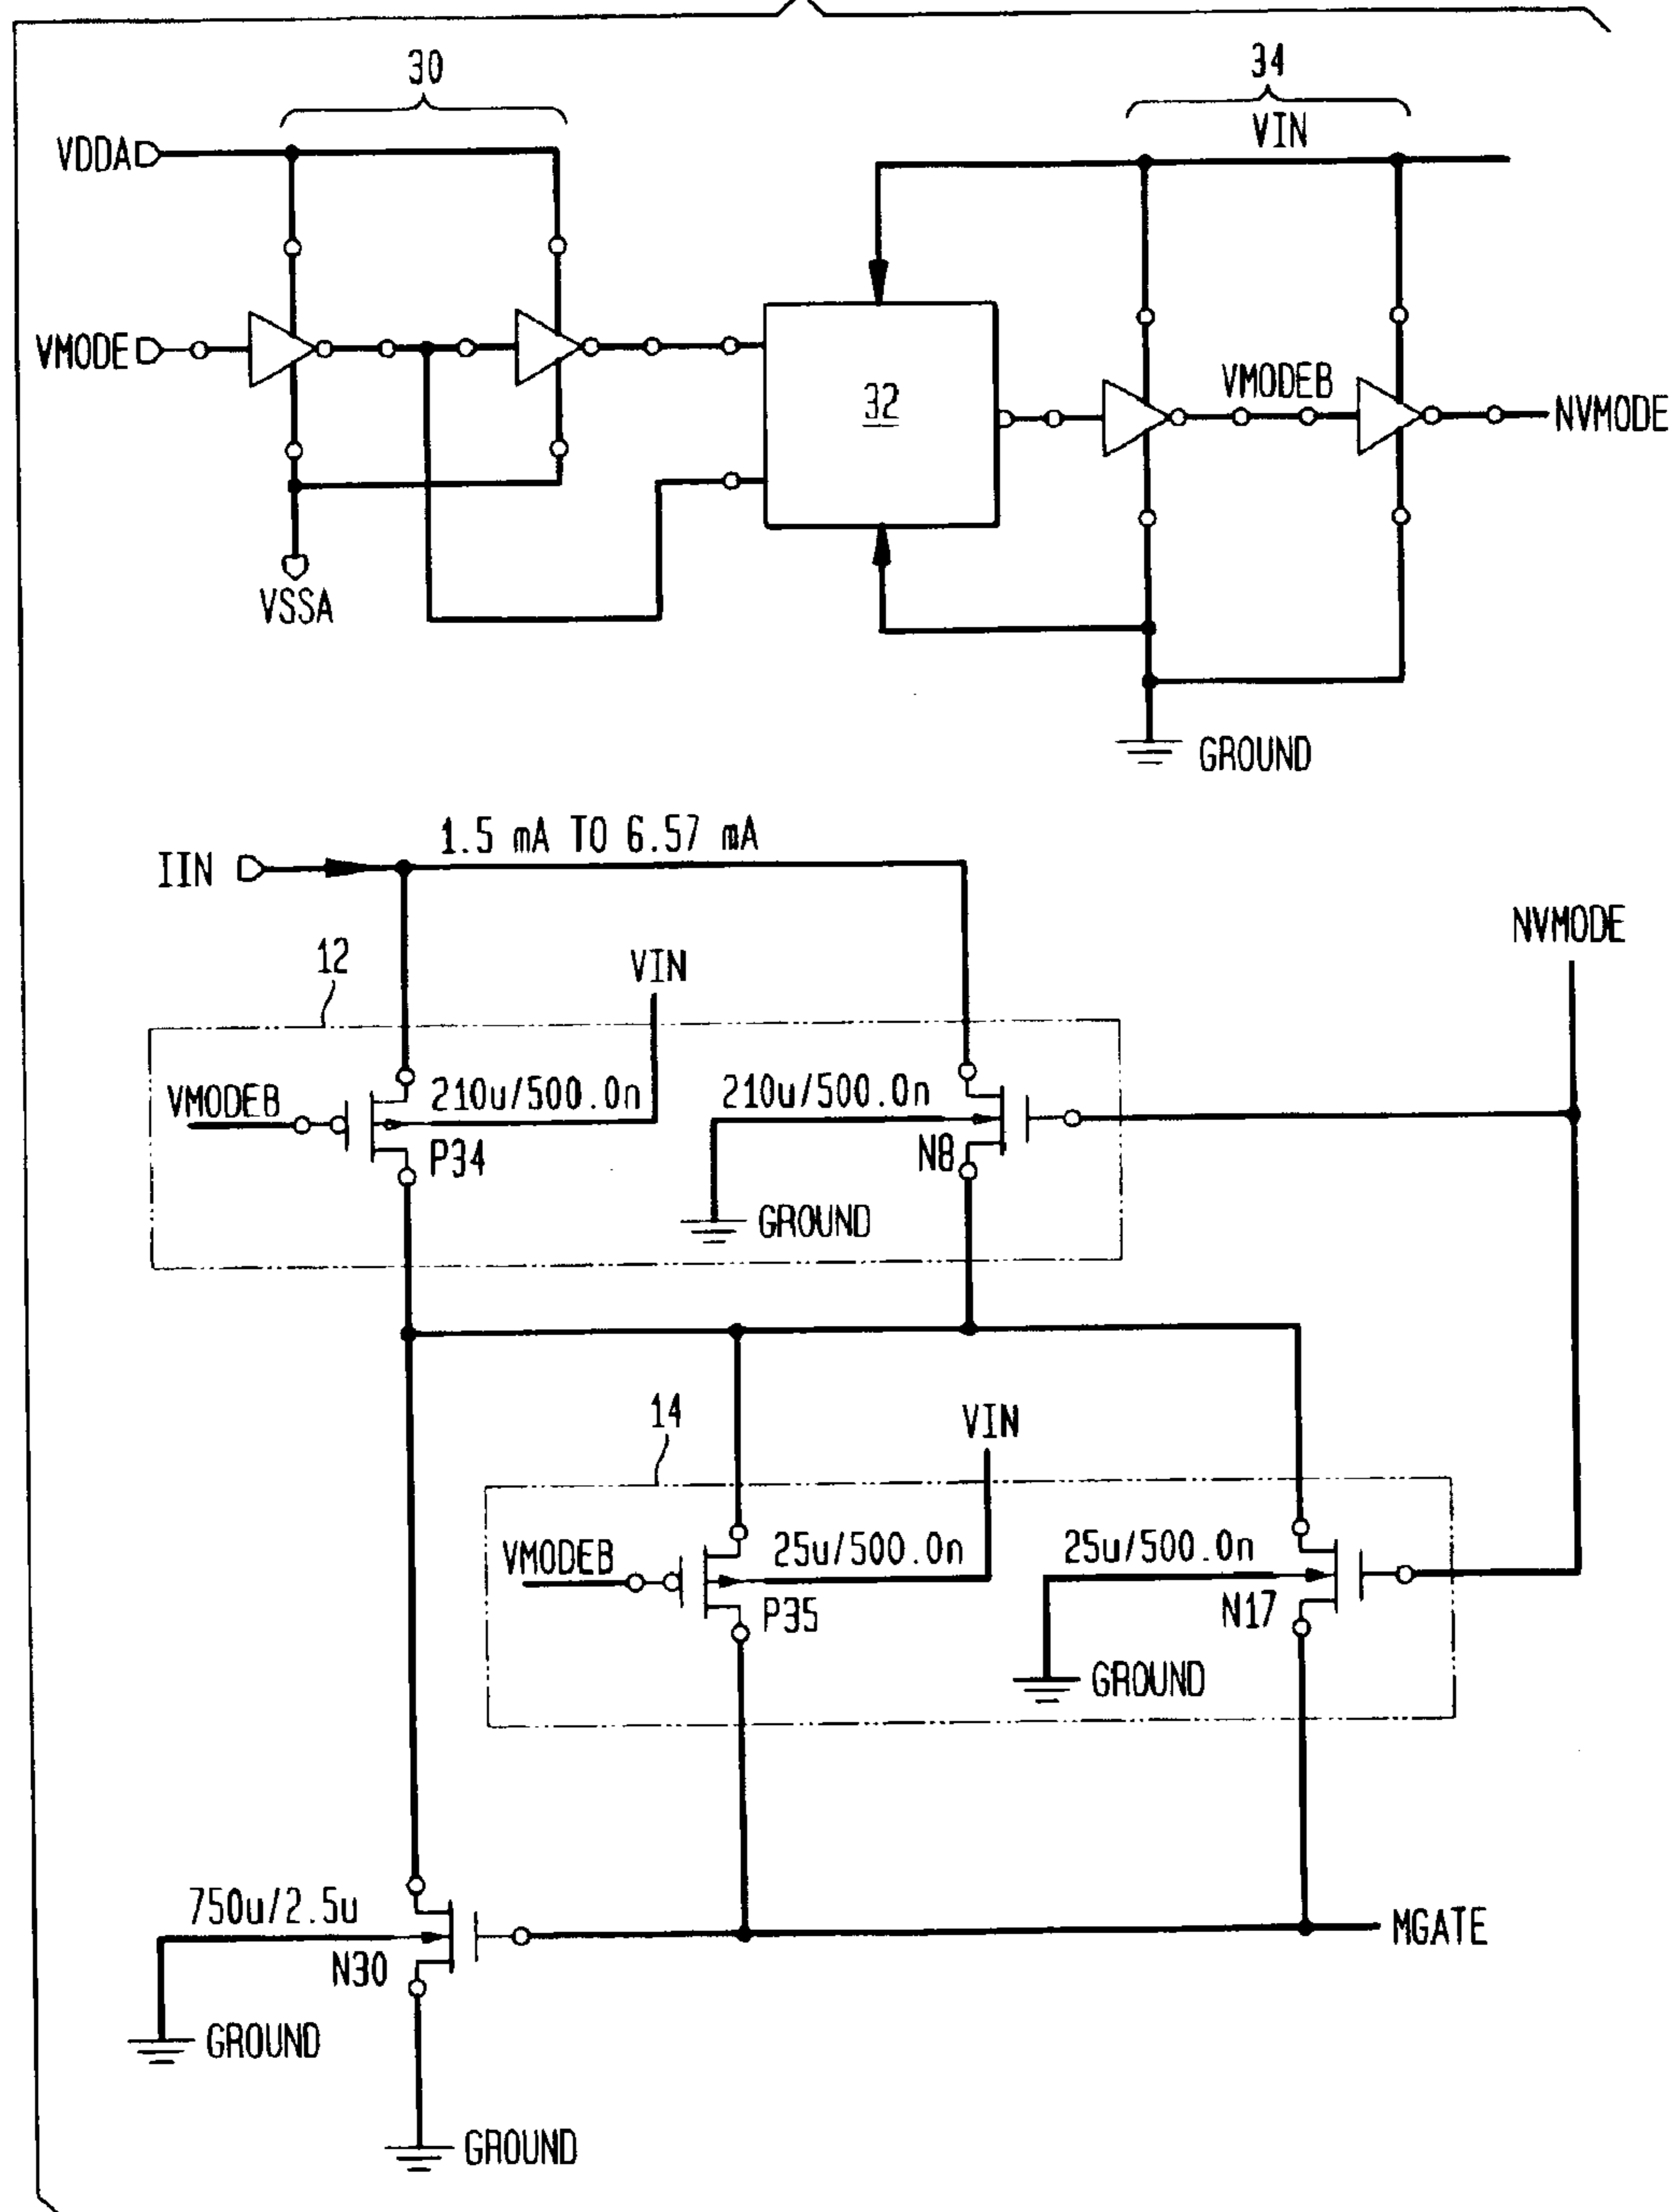 30
34
VIN
VDDA
VMODE
32
VMODEB
NVMODE
VSSA
GROUND
1.5 mA TO 6.57 mA
IIN
NVMODE
12
VIN
VMODEB
210u/500.0n
210u/500.0n
P34
N8
GROUND
14
VIN
VMODEB
25u/500.0n
25u/500.0n
P35
N17
GROUND
750u/2.5u
MGATE
N30
GROUND
GROUND